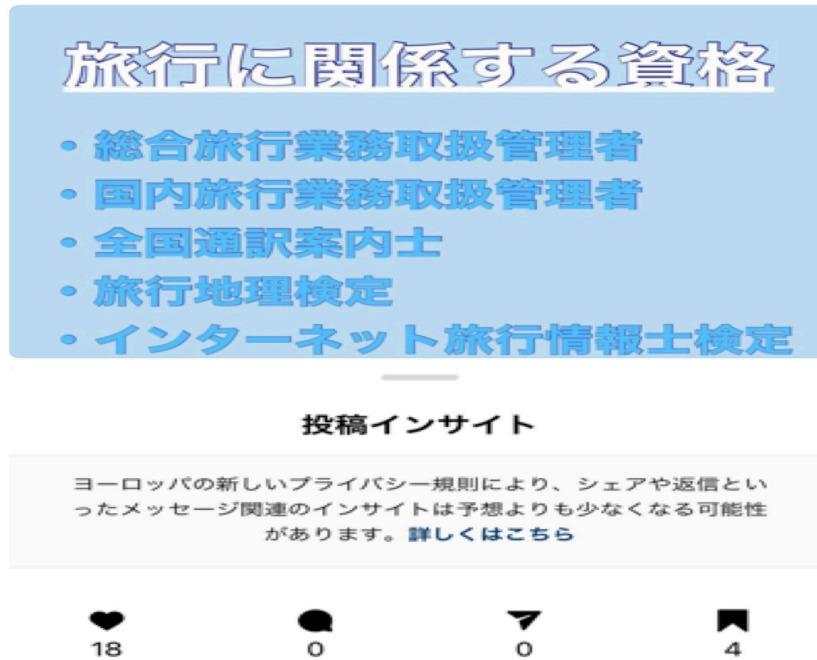 旅行に関係する資格
・総合旅行業務取扱管理者
・国内旅行業務取扱管理者
・全国通訳案内士
・旅行地理検定
・インターネット旅行情報士検定
投稿インサイト
ヨーロッパの新しいプライバシー規則により、シェアや返信とい
ったメッセージ関連のインサイトは予想よりも少なくなる可能性
があります。詳しくはこちら
18 0 0 4